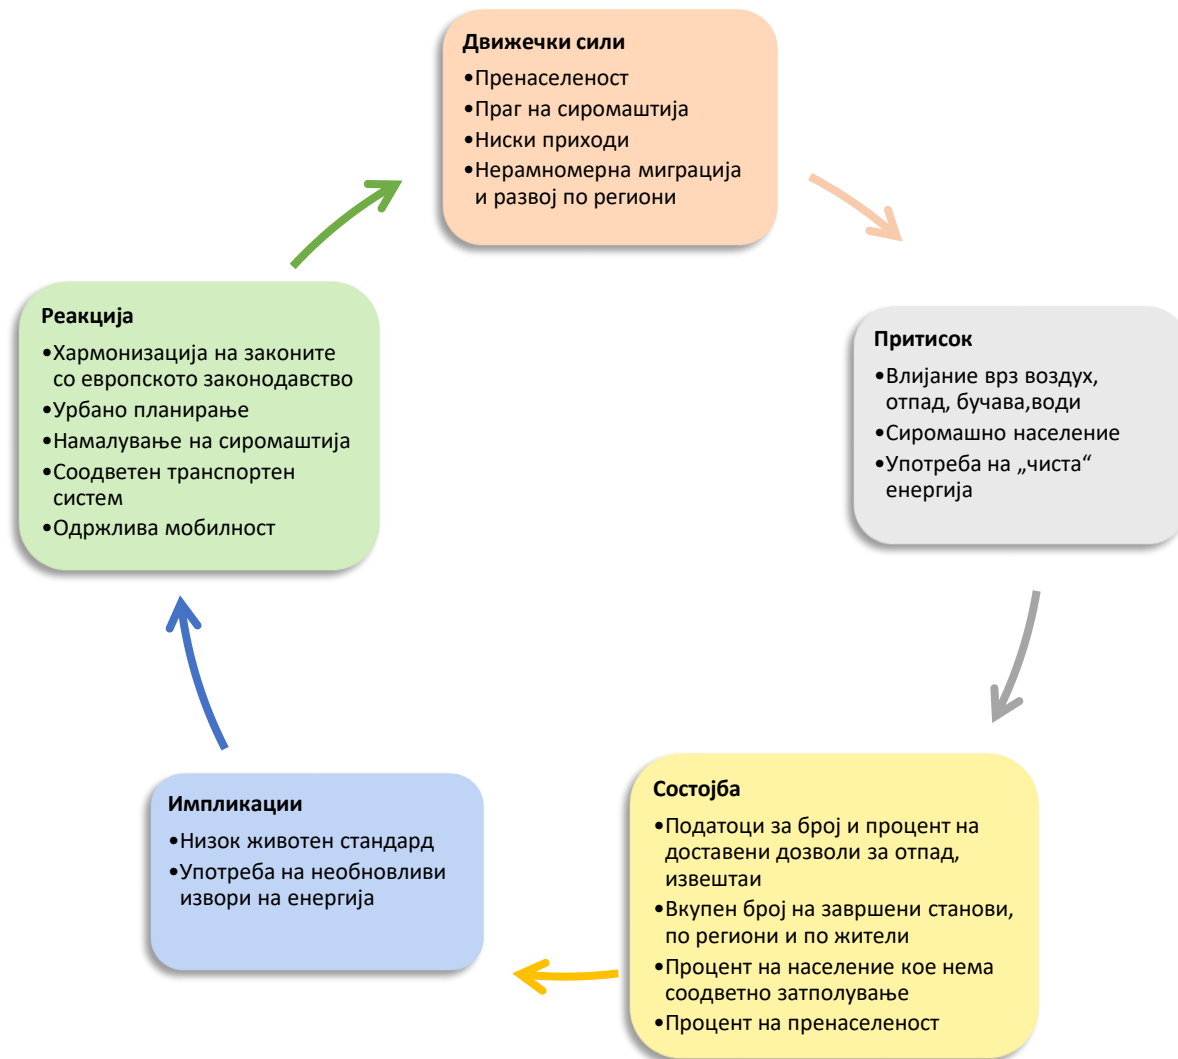 Движечки сили
•Пренаселеност
•Праг на сиромаштија
•Ниски приходи
•Нерамномерна миграција
и развој по региони
Притисок
•Влијание врз воздух,
отпад, бучава,води
•Сиромашно население
•Употреба на „чиста“
енергија
Состојба
•Податоци за број и процент на
доставени дозволи за отпад,
извештаи
•Вкупен број на завршени станови,
по региони и по жители
•Процент на население кое нема
соодветно затполување
•Процент на пренаселеност
Импликации
•Низок животен стандард
•Употреба на необновливи
извори на енергија
Реакција
•Хармонизација на законите
со европското законодавство
•Урбано планирање
•Намалување на сиромаштија
•Соодветен транспортен
систем
•Одржлива мобилност